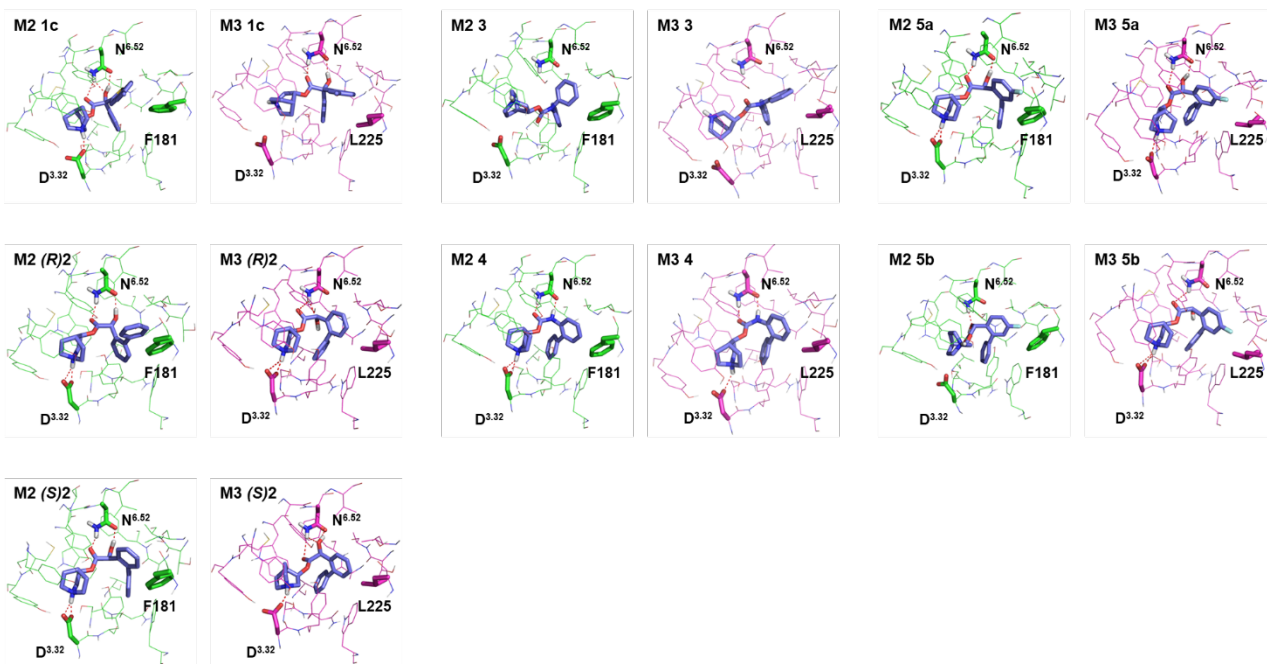 M2 1c
N6.52
F181
D3.32
M3 1c
N6.52
L225
D3.32
M2 3
N6.52
F181
D3.32
M3 3
N6.52
L225
D3.32
M2 5a
N6.52
F181
D3.32
M3 5a
N6.52
L225
D3.32
M2 (R)2
N6.52
F181
D3.32
M3 (R)2
N6.52
L225
D3.32
M2 4
N6.52
F181
D3.32
M3 4
N6.52
L225
D3.32
M2 5b
N6.52
F181
D3.32
M3 5b
N6.52
L225
D3.32
M2 (S)2
N6.52
F181
D3.32
M3 (S)2
N6.52
L225
D3.32